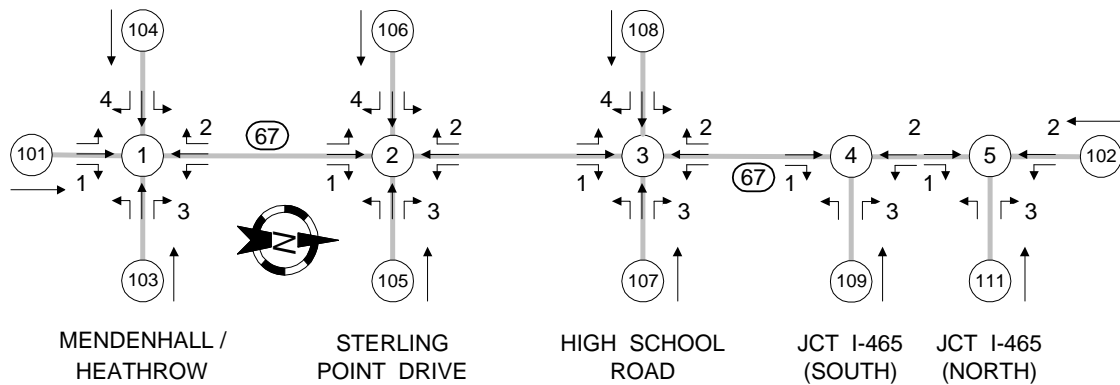 104 106 108
4 4 4
2 67 2 2 2 2
101 1 2 3 4 5 102
1 1 1 67 1 1
3 3 3 3 3
N
103 105 107 109 111
MENDENHALL / STERLING HIGH SCHOOL JCT I-465 JCT I-465
HEATHROW POINT DRIVE ROAD (SOUTH) (NORTH)